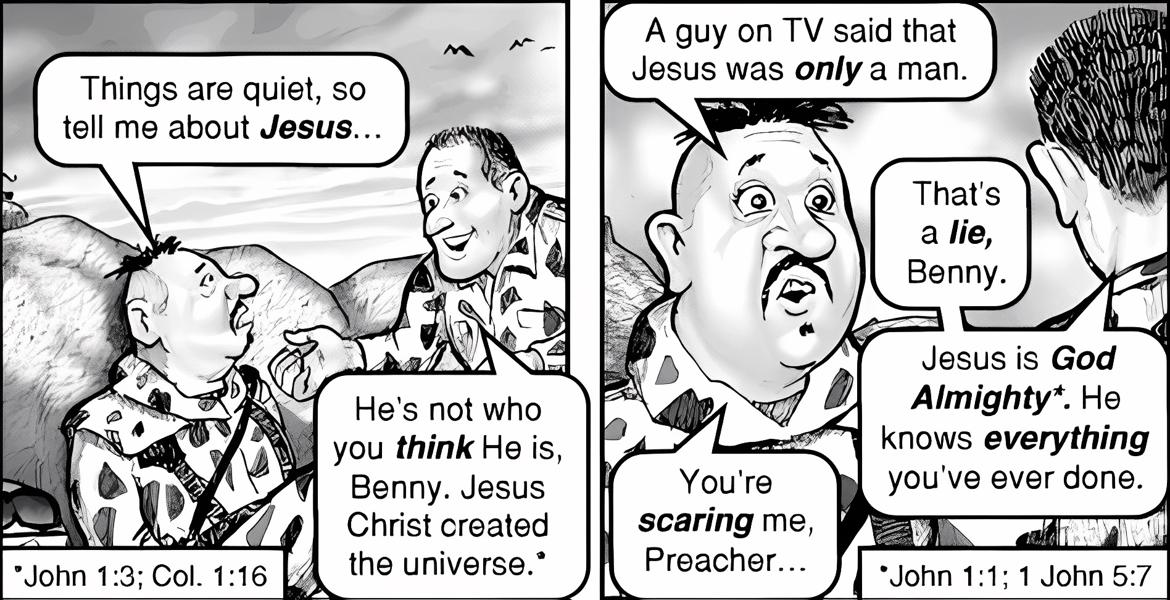 Things are quiet, so
tell me about Jesus...
He's not who
you think He is,
Benny. Jesus
Christ created
the universe.*
*John 1:3; Col. 1:16
A guy on TV said that
Jesus was only a man.
That's
a lie,
Benny.
Jesus is God
Almighty*. He
knows everything
you've ever done.
You're
scaring me,
Preacher...
*John 1:1; 1 John 5:7